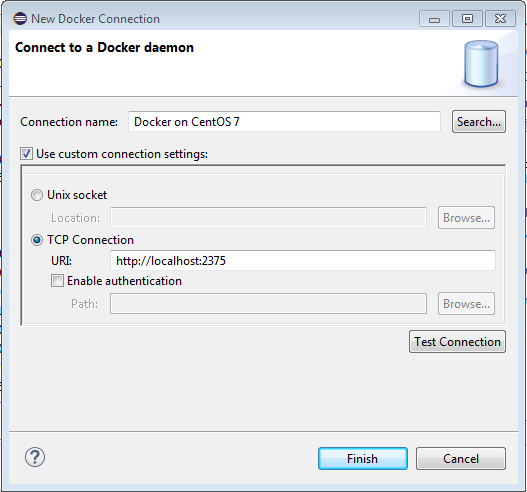 New Docker Connection
Connect to a Docker daemon
Connection name: Docker on CentOS 7 Search...
Use custom connection settings:
Unix socket
Location: Browse...
TCP Connection
URI: http://localhost:2375
Enable authentication
Path: Browse...
Test Connection
? Finish Cancel